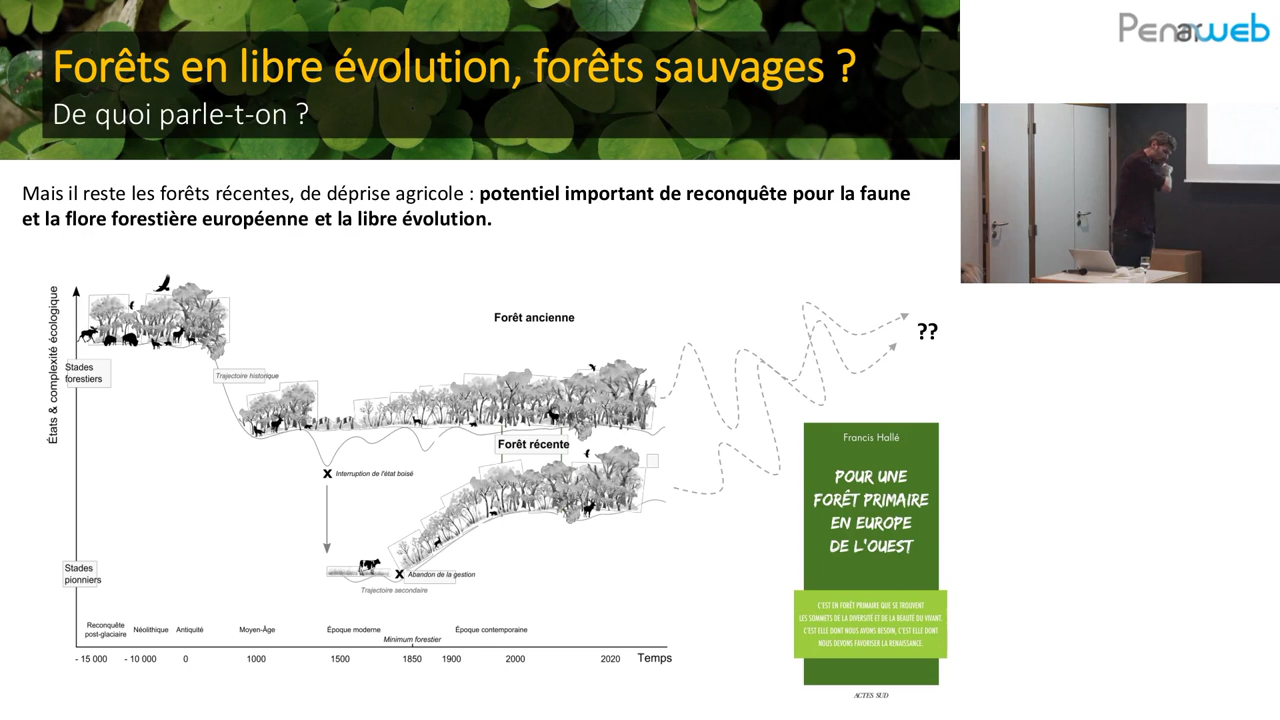 Forêts en libre évolution, forêts sauvages ?
De quoi parle-t-on ?
Penarweb
Mais il reste les forêts récentes, de déprise agricole : potentiel important de reconquête pour la faune
et la flore forestière européenne et la libre évolution.
États & complexité écologique
Forêt ancienne
??
Stades
forestiers
Trajectoire historique
Forêt récente
X Interruption de l'état boisé
Stades
pionniers
X Abandon de la gestion
Trajectoire secondaire
Reconquête
post-glaciaire
Néolithique
Antiquité
Moyen-Âge
Époque moderne
Époque contemporaine
Minimum forestier
- 15 000
- 10 000
0
1000
1500
1850
1900
2000
2020
Temps
Francis Hallé
POUR UNE
FORÊT PRIMAIRE
EN EUROPE
DE L'OUEST
C'EST EN FORÊT PRIMAIRE QUE SE TROUVENT
LES SOMMETS DE LA DIVERSITÉ ET DE LA BEAUTÉ DU VIVANT.
C'EST ELLE DONT NOUS AVONS BESOIN, C'EST ELLE DONT
NOUS DEVONS FAVORISER LA RENAISSANCE.
ACTES SUD